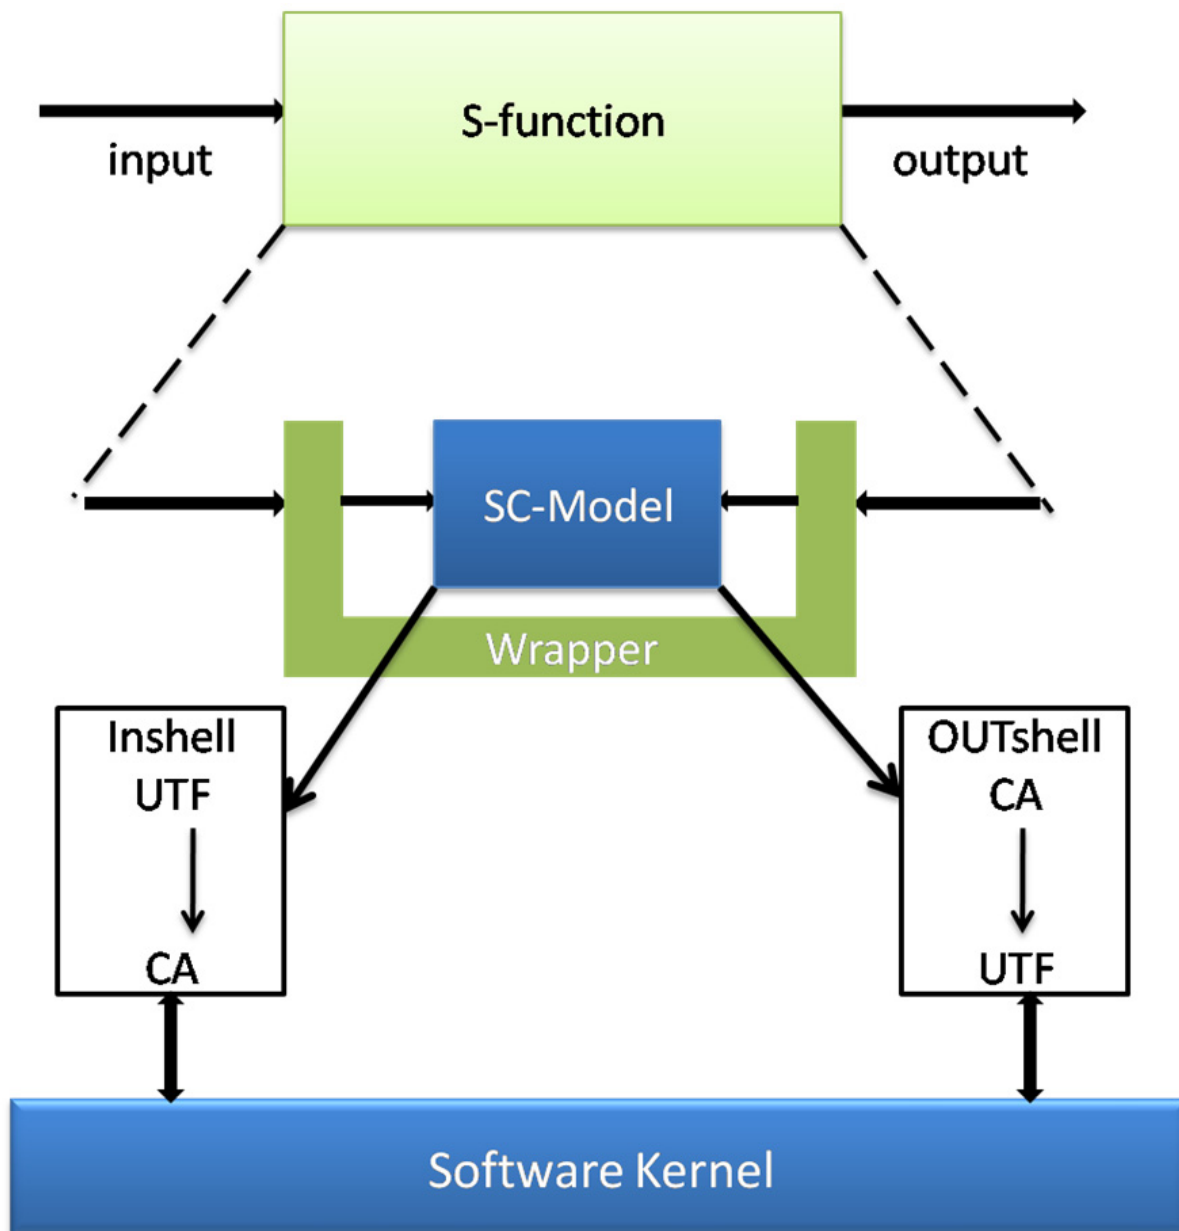 S-function
input
output
SC-Model
Wrapper
Inshell
UTF
CA
OUTshell
CA
UTF
Software Kernel